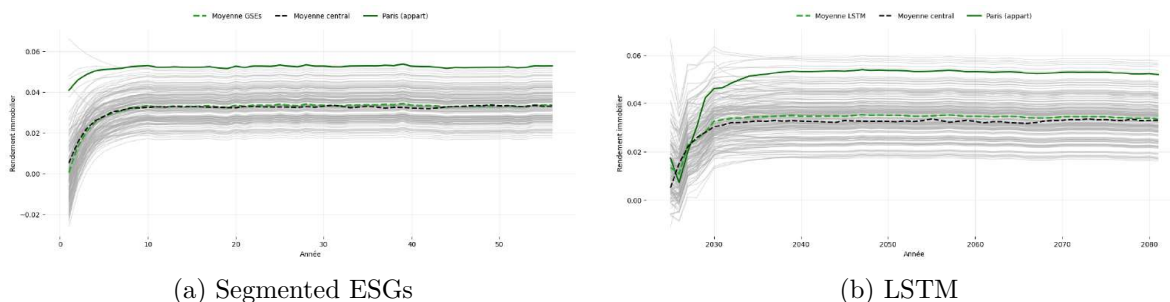 Moyenne GSEs Moyenne central Paris (appart)
0.06
0.04
0.02
0.00
−0.02
Rendement immobilier
0 10 20 30 40 50
Année
(a) Segmented ESGs
Moyenne LSTM Moyenne central Paris (appart)
0.06
0.04
0.02
0.00
Rendement immobilier
2030 2040 2050 2060 2070 2080
Année
(b) LSTM